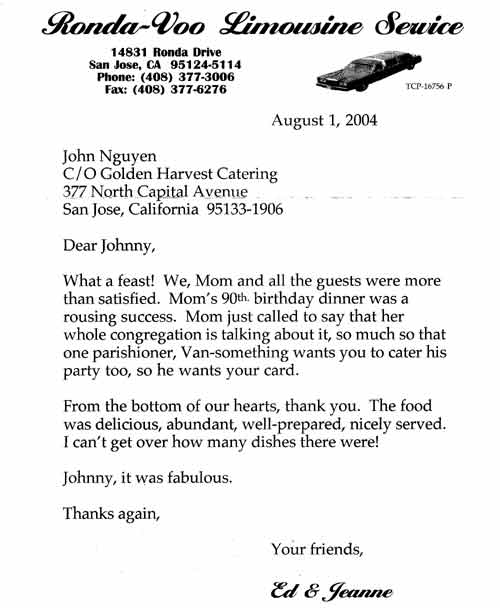 Ronda-Voo Limousine Service
14831 Ronda Drive
San Jose, CA 95124-5114
Phone: (408) 377-3006
Fax: (408) 377-6276
TCP-16756 P
August 1, 2004
John Nguyen
C/O Golden Harvest Catering
377 North Capital Avenue
San Jose, California 95133-1906
Dear Johnny,
What a feast! We, Mom and all the guests were more
than satisfied. Mom's 90th. birthday dinner was a
rousing success. Mom just called to say that her
whole congregation is talking about it, so much so that
one parishioner, Van-something wants you to cater his
party too, so he wants your card.
From the bottom of our hearts, thank you. The food
was delicious, abundant, well-prepared, nicely served.
I can't get over how many dishes there were!
Johnny, it was fabulous.
Thanks again,
Your friends,
Ed & Jeanne